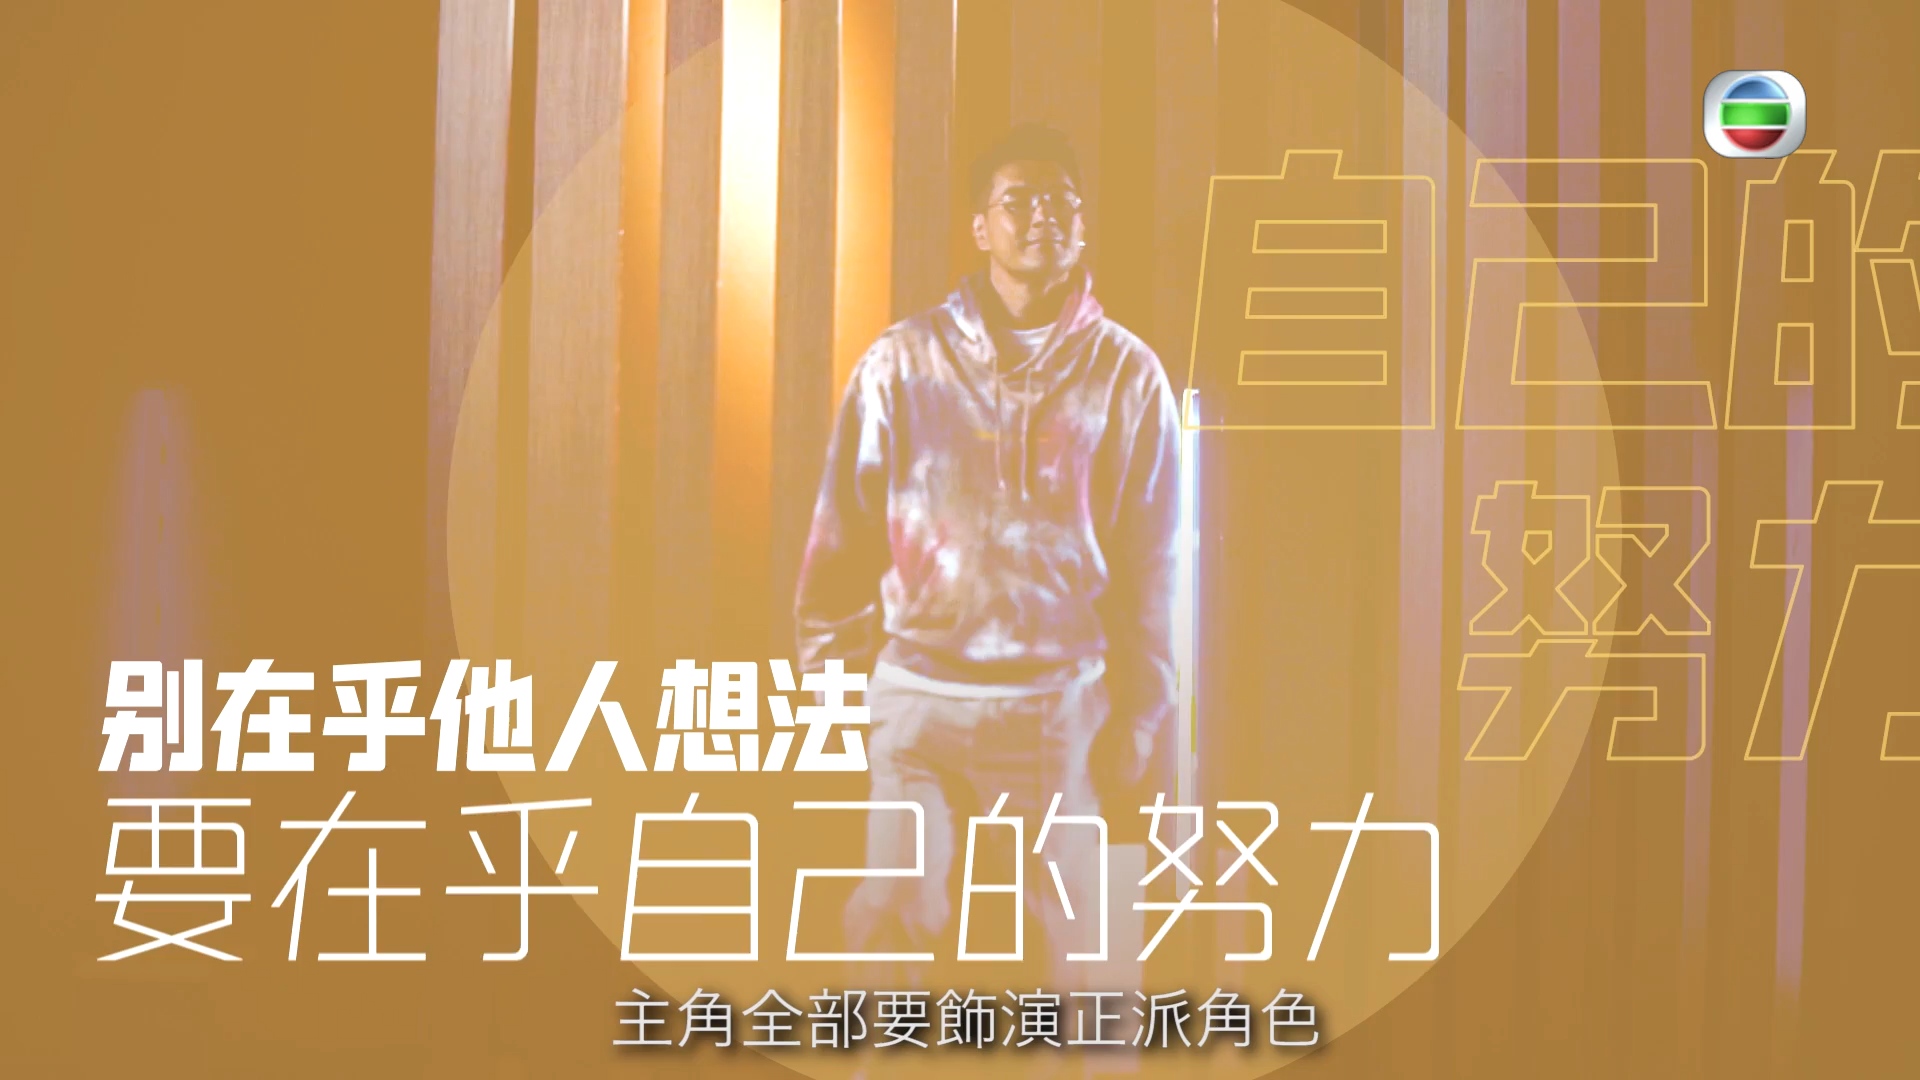 自己的
努力
别在乎他人想法
要在乎自己的努力
主角全部要飾演正派角色